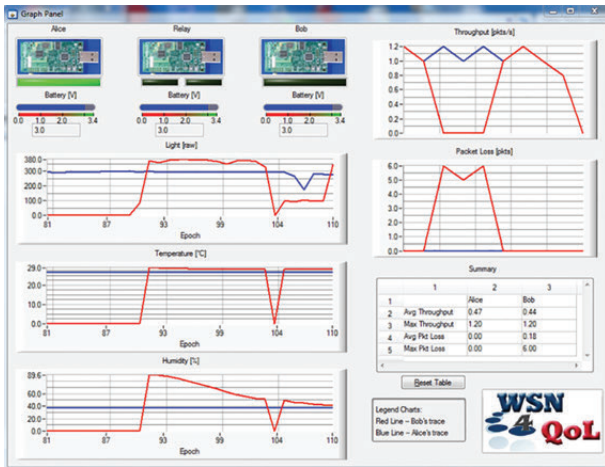 Graph Panel
Alice Relay Bob
Battery [V] Battery [V] Battery [V]
0.0 1.0 2.0 3.4 0.0 1.0 2.0 3.4 0.0 1.0 2.0 3.4
3.0 3.0 3.0
Light [raw]
380.0
300.0
200.0
100.0
0.0
81 87 93 98 104 110
Epoch
Temperature [°C]
29.0
20.0
10.0
0.0
81 87 93 98 104 110
Epoch
Humidity [%]
89.6
60.0
40.0
20.0
0.0
81 87 93 98 104 110
Epoch
Throughput [pkts/s]
1.2
1.0
0.8
0.6
0.4
0.2
0.0
Packet Loss [pkts]
6.0
5.0
4.0
3.0
2.0
1.0
0.0
Summary
1 2 3
1 Alice Bob
2 Avg Throughput 0.47 0.44
3 Max Throughput 1.20 1.20
4 Avg Pkt Loss 0.00 0.18
5 Max Pkt Loss 0.00 6.00
Reset Table
Legend Charts:
Red Line – Bob's trace
Blue Line – Alice's trace
WSN
4 QoL